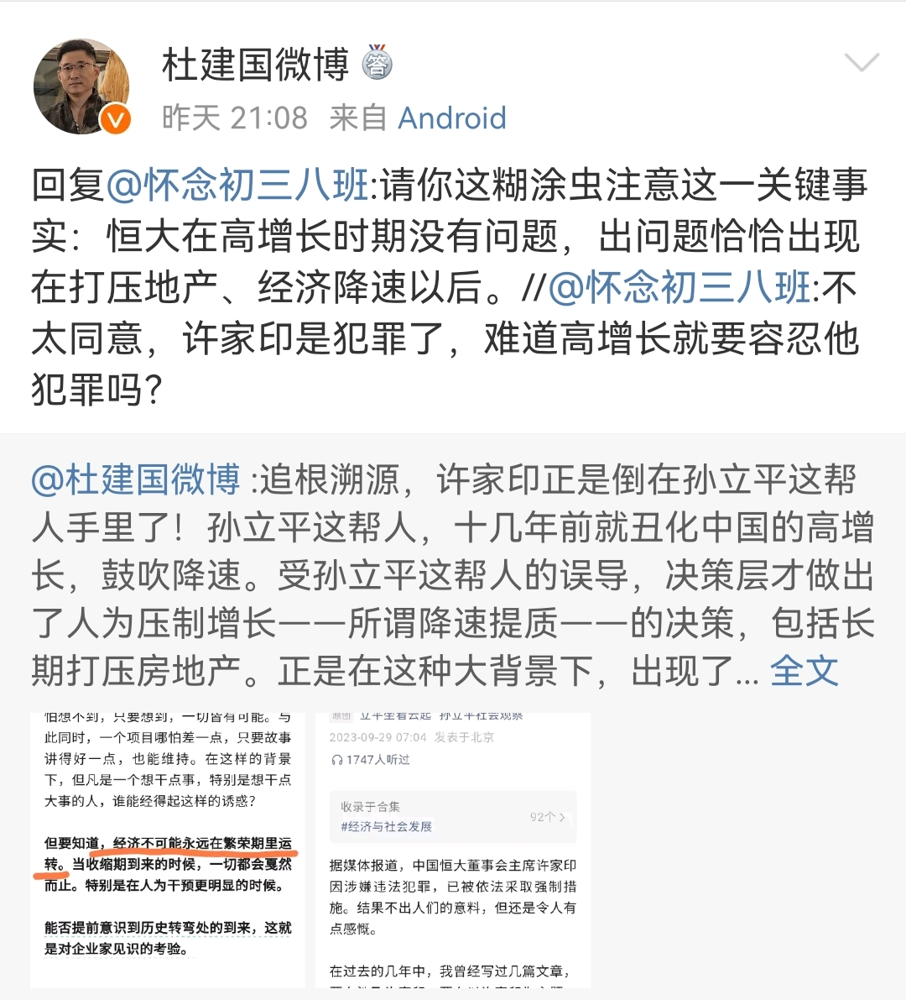 杜建国微博 答
昨天 21:08 来自 Android
回复@怀念初三八班:请你这糊涂虫注意这一关键事
实：恒大在高增长时期没有问题，出问题恰恰出现
在打压地产、经济降速以后。//@怀念初三八班:不
太同意，许家印是犯罪了，难道高增长就要容忍他
犯罪吗？
@杜建国微博 :追根溯源，许家印正是倒在孙立平这帮
人手里了！孙立平这帮人，十几年前就丑化中国的高增
长，鼓吹降速。受孙立平这帮人的误导，决策层才做出
了人为压制增长——所谓降速提质——的决策，包括长
期打压房地产。正是在这种大背景下，出现了... 全文
怕想不到，只要想到，一切皆有可能。与
此同时，一个项目哪怕差一点，只要故事
讲得好一点，也能维持。在这样的背景
下，但凡是一个想干点事，特别是想干点
大事的人，谁能经得起这样的诱惑？
但要知道，经济不可能永远在繁荣期里运
转。当收缩期到来的时候，一切都会戛然
而止。特别是在人为干预更明显的时候。
能否提前意识到历史转弯处的到来，这就
是对企业家见识的考验。
原创 立平坐看云起 孙立平社会观察
2023-09-29 07:04 发表于北京
1747人听过
收录于合集
#经济与社会发展
92个 >
据媒体报道，中国恒大董事会主席许家印
因涉嫌违法犯罪，已被依法采取强制措
施。结果不出人们的意料，但还是令人有
点感慨。
在过去的几年中，我曾经写过几篇文章，